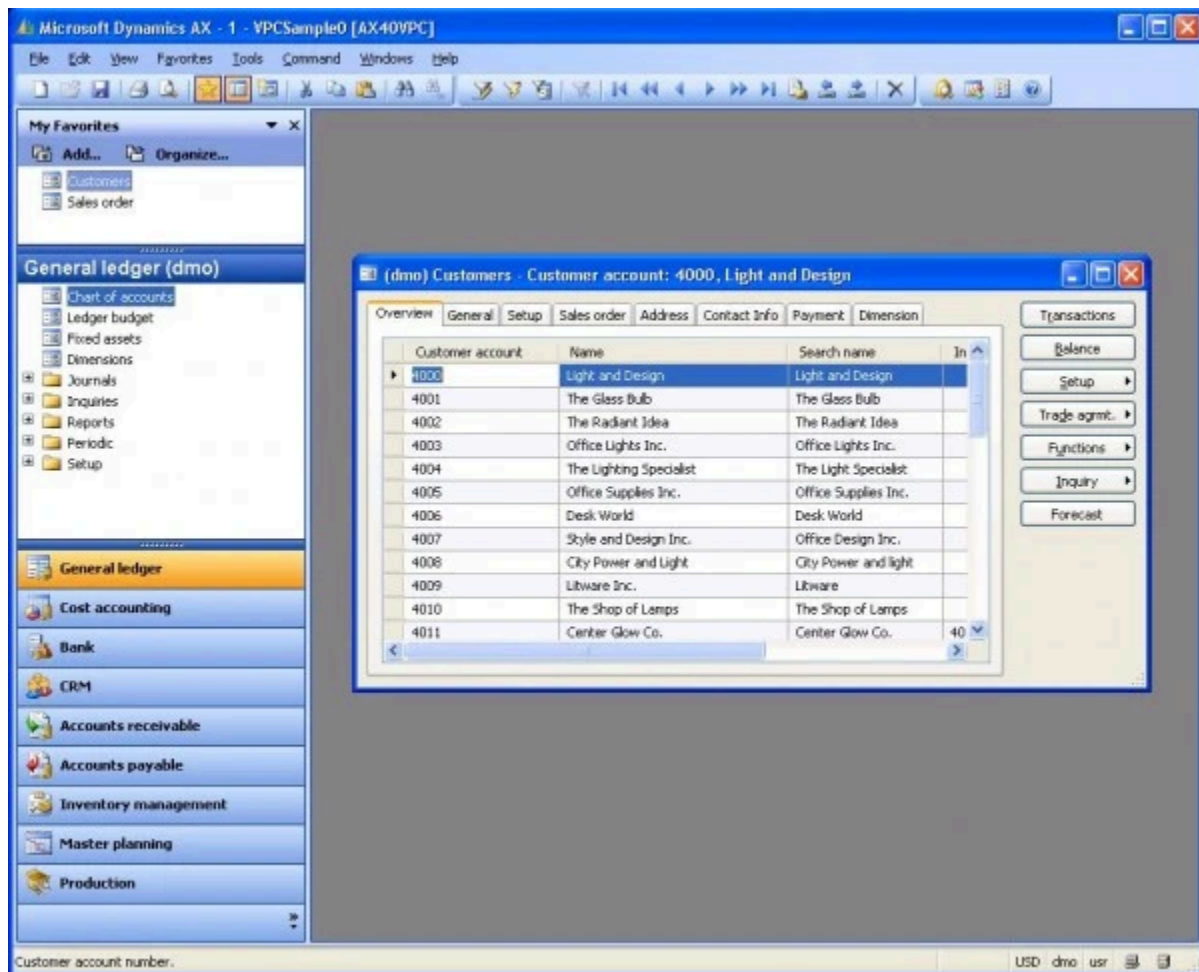 Microsoft Dynamics AX - 1 - VPCSample0 [AX40VPC]
File Edit View Favorites Tools Command Windows Help
My Favorites
Add... Organize...
Customers
Sales order
General ledger (dmo)
Chart of accounts
Ledger budget
Fixed assets
Dimensions
Journals
Inquiries
Reports
Periodic
Setup
General ledger
Cost accounting
Bank
CRM
Accounts receivable
Accounts payable
Inventory management
Master planning
Production
(dmo) Customers - Customer account: 4000, Light and Design
Overview General Setup Sales order Address Contact Info Payment Dimension
Customer account Name Search name In
4000 Light and Design Light and Design
4001 The Glass Bulb The Glass Bulb
4002 The Radiant Idea The Radiant Idea
4003 Office Lights Inc. Office Lights Inc.
4004 The Lighting Specialist The Light Specialist
4005 Office Supplies Inc. Office Supplies Inc.
4006 Desk World Desk World
4007 Style and Design Inc. Office Design Inc.
4008 City Power and Light City Power and light
4009 Litware Inc. Litware
4010 The Shop of Lamps The Shop of Lamps
4011 Center Glow Co. Center Glow Co. 40
Transactions
Balance
Setup
Trade agrmt.
Functions
Inquiry
Forecast
Customer account number.
USD dmo usr